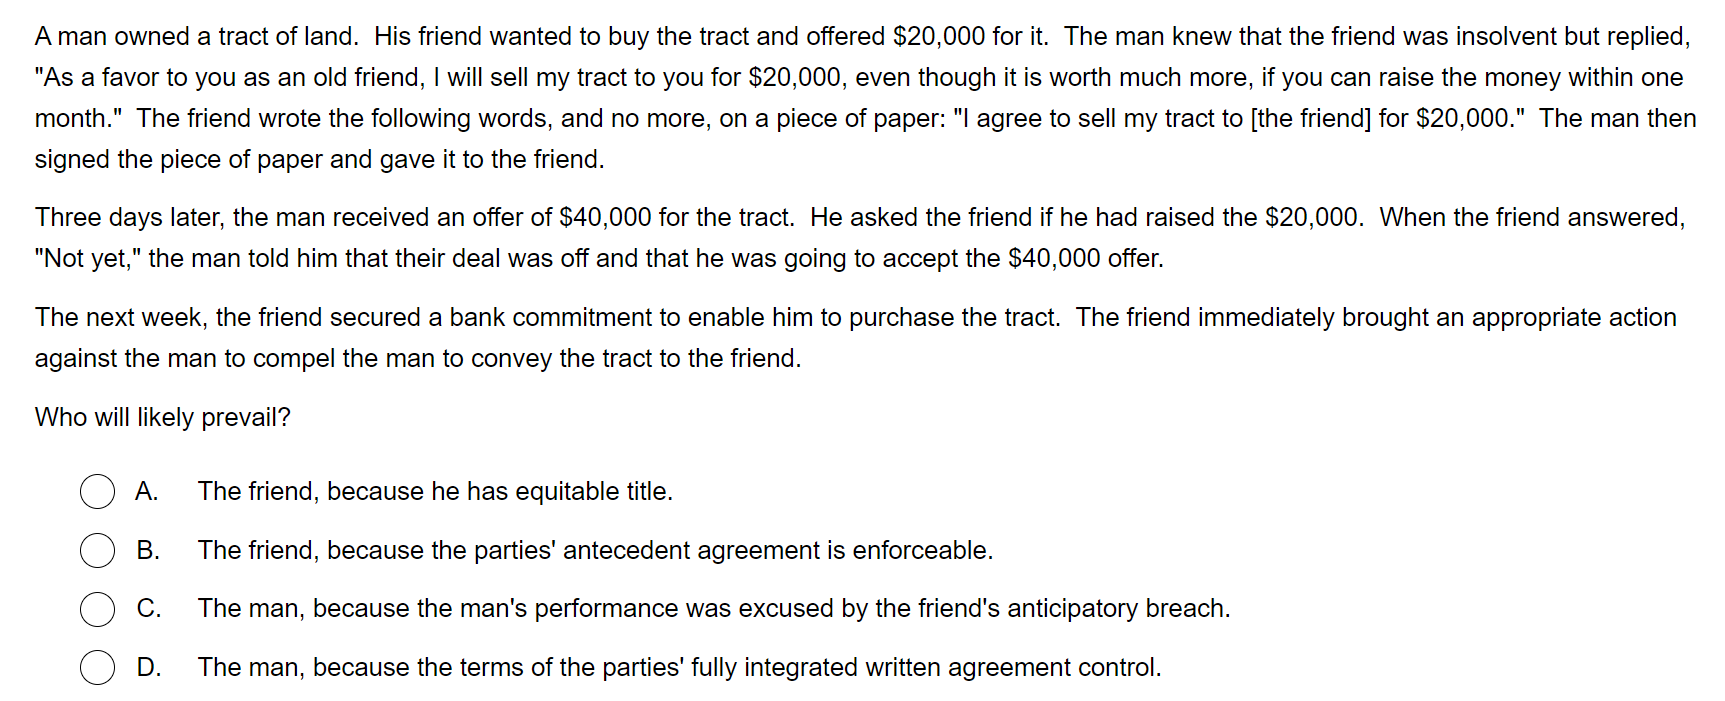 A man owned a tract of land.  His friend wanted to buy the tract and offered $20,000 for it.  The man knew that the friend was insolvent but replied,
"As a favor to you as an old friend, I will sell my tract to you for $20,000, even though it is worth much more, if you can raise the money within one
month."  The friend wrote the following words, and no more, on a piece of paper: "I agree to sell my tract to [the friend] for $20,000."  The man then
signed the piece of paper and gave it to the friend.
Three days later, the man received an offer of $40,000 for the tract.  He asked the friend if he had raised the $20,000.  When the friend answered,
"Not yet," the man told him that their deal was off and that he was going to accept the $40,000 offer.
The next week, the friend secured a bank commitment to enable him to purchase the tract.  The friend immediately brought an appropriate action
against the man to compel the man to convey the tract to the friend.
Who will likely prevail?
A. The friend, because he has equitable title.
B. The friend, because the parties' antecedent agreement is enforceable.
C. The man, because the man's performance was excused by the friend's anticipatory breach.
D. The man, because the terms of the parties' fully integrated written agreement control.